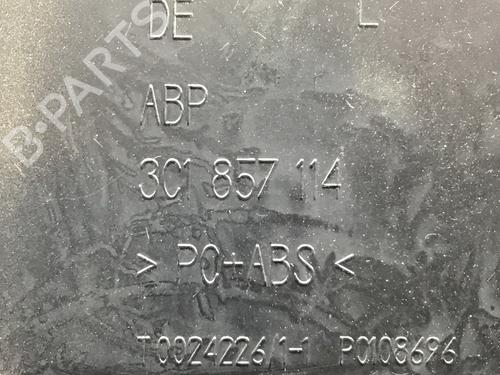 DE L
ABP
3C1 857 114
> PC+ABS <
T0024226/1-1 P0108696
B-PARTS